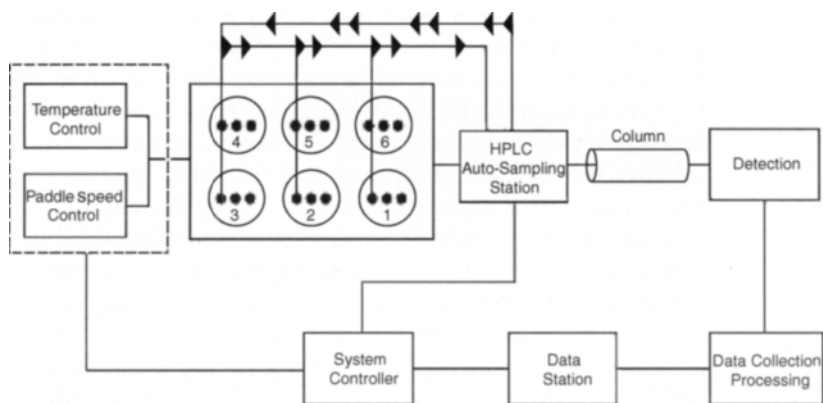 Temperature
Control
Paddle speed
Control
4
5
6
3
2
1
HPLC
Auto-Sampling
Station
Column
Detection
System
Controller
Data
Station
Data Collection
Processing